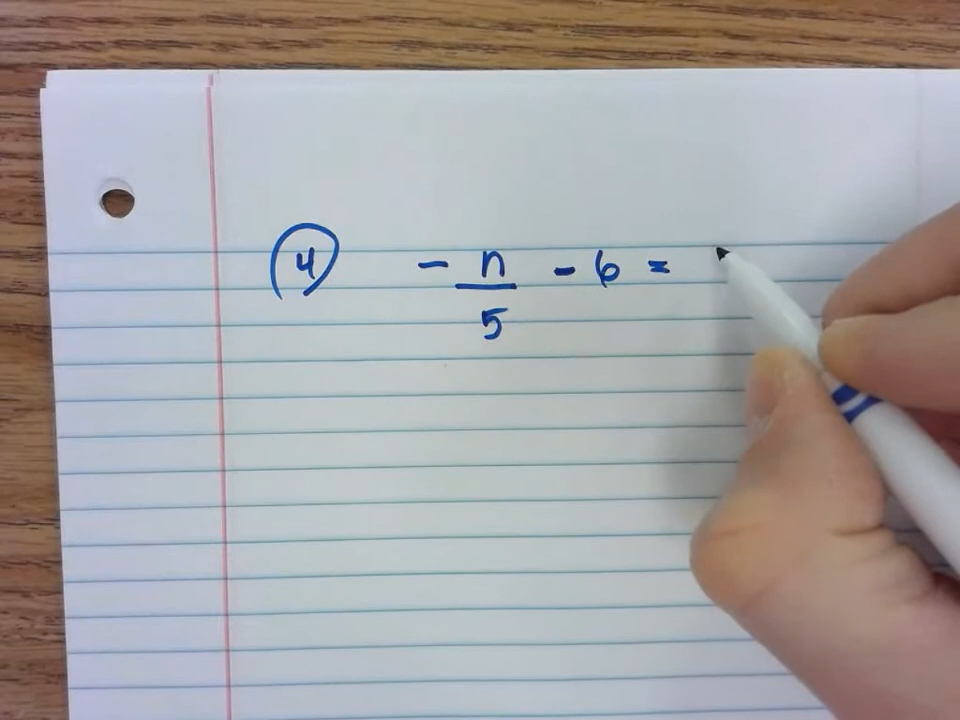 4 - n/5 - 6 =